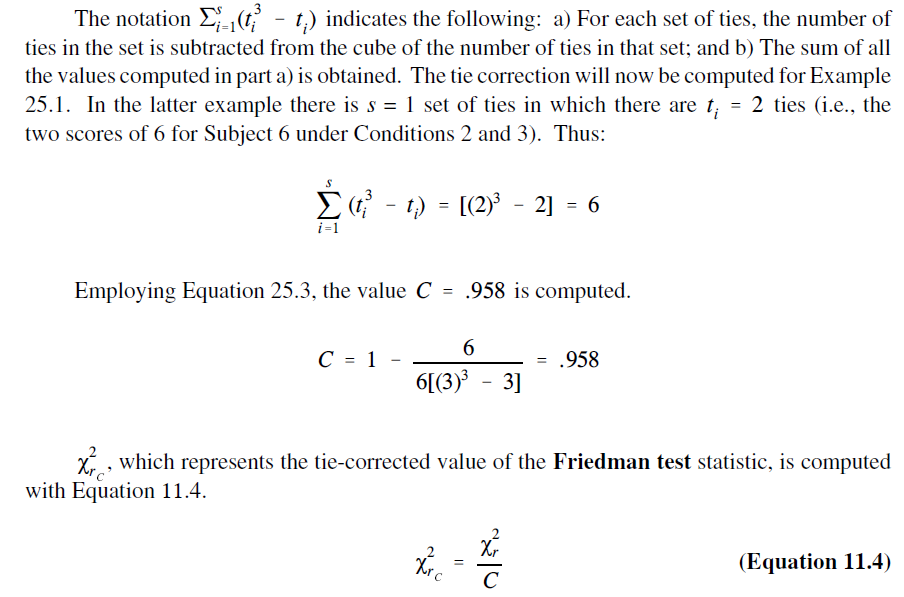 The notation Σ^s_{i=1}(t_i^3 - t_i) indicates the following: a) For each set of ties, the number of
ties in the set is subtracted from the cube of the number of ties in that set; and b) The sum of all
the values computed in part a) is obtained. The tie correction will now be computed for Example
25.1. In the latter example there is s = 1 set of ties in which there are t_i = 2 ties (i.e., the
two scores of 6 for Subject 6 under Conditions 2 and 3). Thus:
\sum_{i=1}^{s} (t_i^3 - t_i) = [(2)^3 - 2] = 6
Employing Equation 25.3, the value C = .958 is computed.
C = 1 - \frac{6}{6[(3)^3 - 3]} = .958
χ^2_{r_C}, which represents the tie-corrected value of the Friedman test statistic, is computed
with Equation 11.4.
χ^2_{r_C} = \frac{χ^2_r}{C} (Equation 11.4)